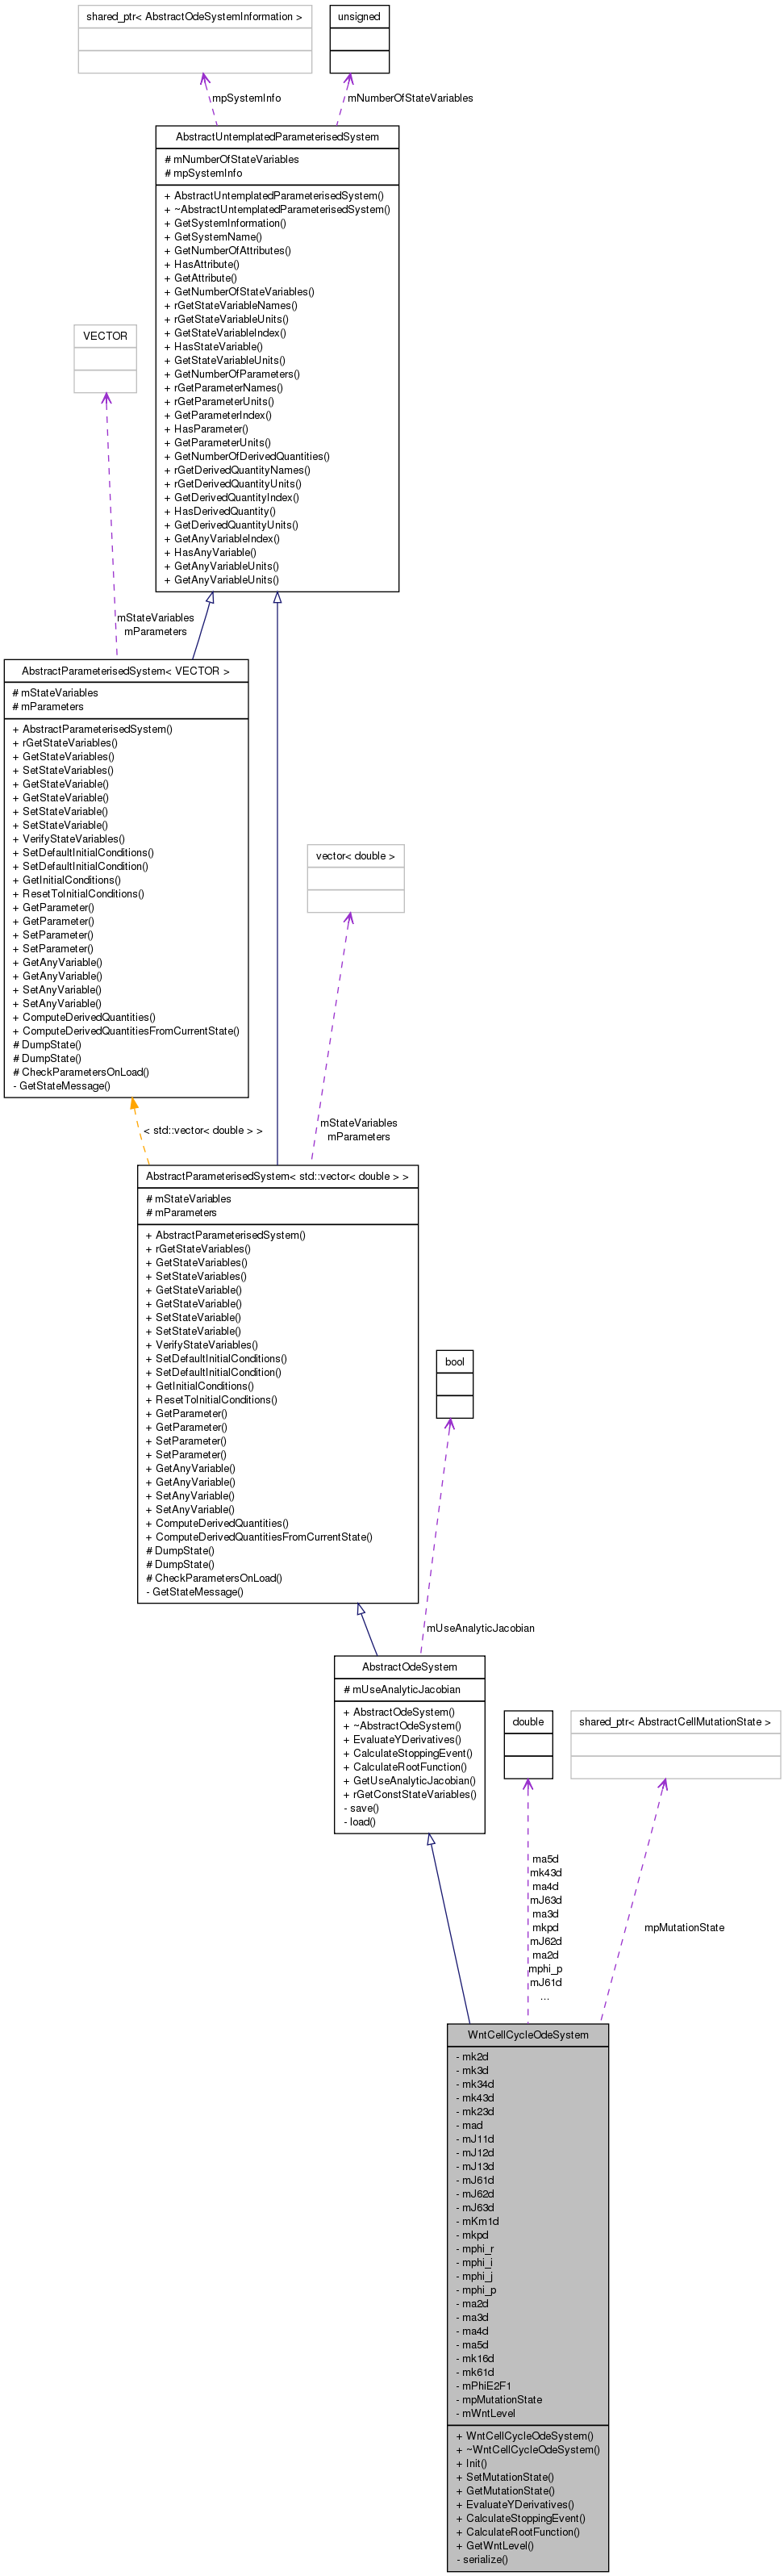 shared_ptr< AbstractOdeSystemInformation >
unsigned
mpSystemInfo
mNumberOfStateVariables
AbstractUntemplatedParameterisedSystem
# mNumberOfStateVariables
# mpSystemInfo
+ AbstractUntemplatedParameterisedSystem()
+ ~AbstractUntemplatedParameterisedSystem()
+ GetSystemInformation()
+ GetSystemName()
+ GetNumberOfAttributes()
+ HasAttribute()
+ GetAttribute()
+ GetNumberOfStateVariables()
+ rGetStateVariableNames()
+ rGetStateVariableUnits()
+ GetStateVariableIndex()
+ HasStateVariable()
+ GetStateVariableUnits()
+ GetNumberOfParameters()
+ rGetParameterNames()
+ rGetParameterUnits()
+ GetParameterIndex()
+ HasParameter()
+ GetParameterUnits()
+ GetNumberOfDerivedQuantities()
+ rGetDerivedQuantityNames()
+ rGetDerivedQuantityUnits()
+ GetDerivedQuantityIndex()
+ HasDerivedQuantity()
+ GetDerivedQuantityUnits()
+ GetAnyVariableIndex()
+ HasAnyVariable()
+ GetAnyVariableUnits()
+ GetAnyVariableUnits()
VECTOR
mStateVariables
mParameters
AbstractParameterisedSystem< VECTOR >
# mStateVariables
# mParameters
+ AbstractParameterisedSystem()
+ rGetStateVariables()
+ GetStateVariables()
+ SetStateVariables()
+ GetStateVariable()
+ GetStateVariable()
+ SetStateVariable()
+ SetStateVariable()
+ VerifyStateVariables()
+ SetDefaultInitialConditions()
+ SetDefaultInitialCondition()
+ GetInitialConditions()
+ ResetToInitialConditions()
+ GetParameter()
+ GetParameter()
+ SetParameter()
+ SetParameter()
+ GetAnyVariable()
+ GetAnyVariable()
+ SetAnyVariable()
+ SetAnyVariable()
+ ComputeDerivedQuantities()
+ ComputeDerivedQuantitiesFromCurrentState()
# DumpState()
# DumpState()
# CheckParametersOnLoad()
- GetStateMessage()
vector< double >
< std::vector< double > >
mStateVariables
mParameters
AbstractParameterisedSystem< std::vector< double > >
# mStateVariables
# mParameters
+ AbstractParameterisedSystem()
+ rGetStateVariables()
+ GetStateVariables()
+ SetStateVariables()
+ GetStateVariable()
+ GetStateVariable()
+ SetStateVariable()
+ SetStateVariable()
+ VerifyStateVariables()
+ SetDefaultInitialConditions()
+ SetDefaultInitialCondition()
+ GetInitialConditions()
+ ResetToInitialConditions()
+ GetParameter()
+ GetParameter()
+ SetParameter()
+ SetParameter()
+ GetAnyVariable()
+ GetAnyVariable()
+ SetAnyVariable()
+ SetAnyVariable()
+ ComputeDerivedQuantities()
+ ComputeDerivedQuantitiesFromCurrentState()
# DumpState()
# DumpState()
# CheckParametersOnLoad()
- GetStateMessage()
bool
mUseAnalyticJacobian
AbstractOdeSystem
# mUseAnalyticJacobian
+ AbstractOdeSystem()
+ ~AbstractOdeSystem()
+ EvaluateYDerivatives()
+ CalculateStoppingEvent()
+ CalculateRootFunction()
+ GetUseAnalyticJacobian()
+ rGetConstStateVariables()
- save()
- load()
double
shared_ptr< AbstractCellMutationState >
ma5d
mk43d
ma4d
mJ63d
ma3d
mkpd
mJ62d
ma2d
mphi_p
mJ61d
...
mpMutationState
WntCellCycleOdeSystem
- mk2d
- mk3d
- mk34d
- mk43d
- mk23d
- mad
- mJ11d
- mJ12d
- mJ13d
- mJ61d
- mJ62d
- mJ63d
- mKm1d
- mkpd
- mphi_r
- mphi_i
- mphi_j
- mphi_p
- ma2d
- ma3d
- ma4d
- ma5d
- mk16d
- mk61d
- mPhiE2F1
- mpMutationState
- mWntLevel
+ WntCellCycleOdeSystem()
+ ~WntCellCycleOdeSystem()
+ Init()
+ SetMutationState()
+ GetMutationState()
+ EvaluateYDerivatives()
+ CalculateStoppingEvent()
+ CalculateRootFunction()
+ GetWntLevel()
- serialize()